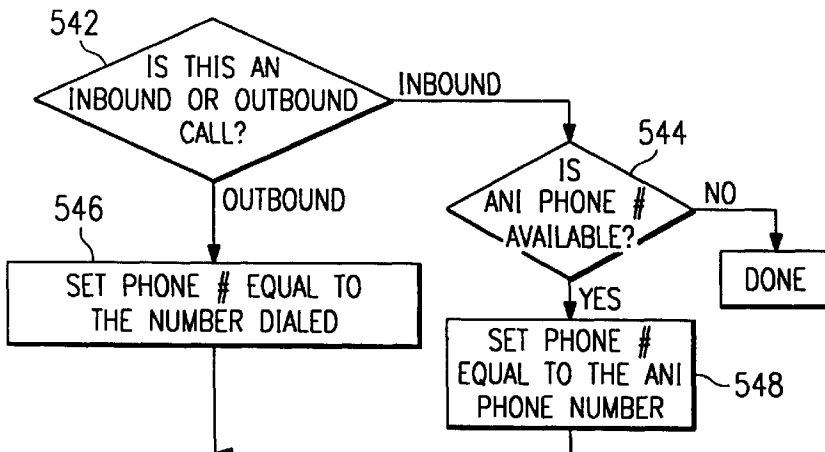 542
IS THIS AN
INBOUND OR OUTBOUND
CALL?
INBOUND
544
IS
ANI PHONE #
AVAILABLE?
NO
DONE
OUTBOUND
546
SET PHONE # EQUAL TO
THE NUMBER DIALED
YES
SET PHONE #
EQUAL TO THE ANI
PHONE NUMBER
548